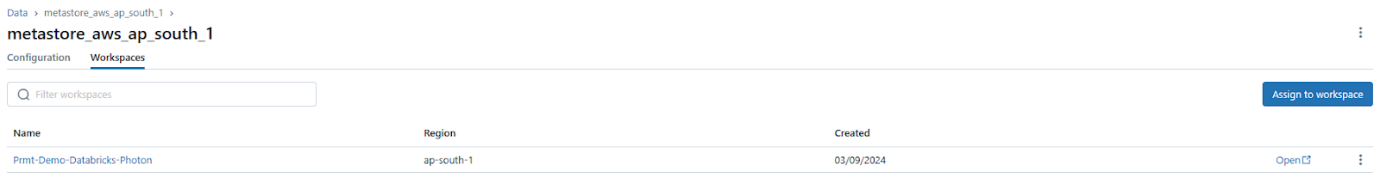 Data > metastore_aws_ap_south_1 >
metastore_aws_ap_south_1
Configuration Workspaces
Filter workspaces Assign to workspace
Name Region Created
Prmt-Demo-Databricks-Photon ap-south-1 03/09/2024 Open